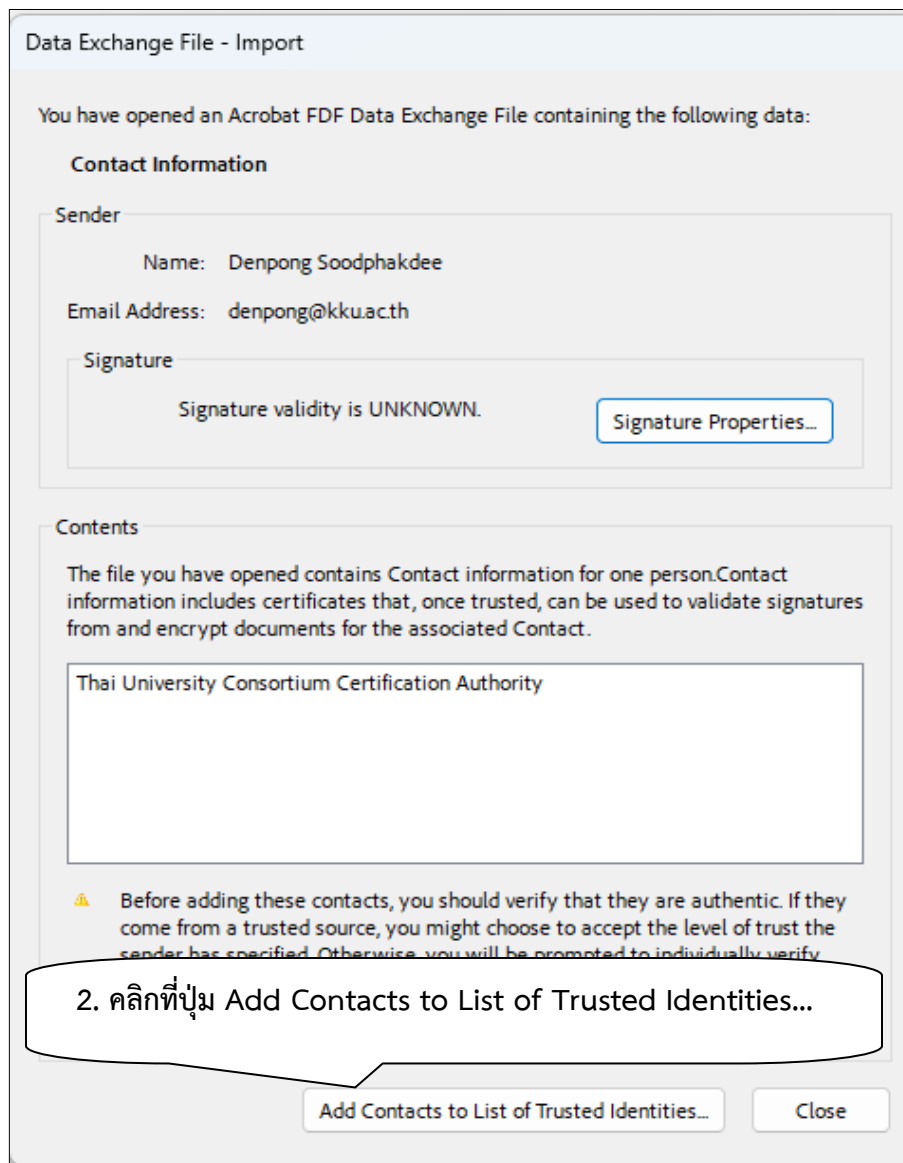 Data Exchange File - Import
You have opened an Acrobat FDF Data Exchange File containing the following data:
Contact Information
Sender
Name: Denpong Soodphakdee
Email Address: denpong@kku.ac.th
Signature
Signature validity is UNKNOWN.
Signature Properties...
Contents
The file you have opened contains Contact information for one person.Contact
information includes certificates that, once trusted, can be used to validate signatures
from and encrypt documents for the associated Contact.
Thai University Consortium Certification Authority
Before adding these contacts, you should verify that they are authentic. If they
come from a trusted source, you might choose to accept the level of trust the
sender has specified. Otherwise, you will be prompted to individually verify
2. คลิกที่ปุ่ม Add Contacts to List of Trusted Identities...
Add Contacts to List of Trusted Identities...
Close